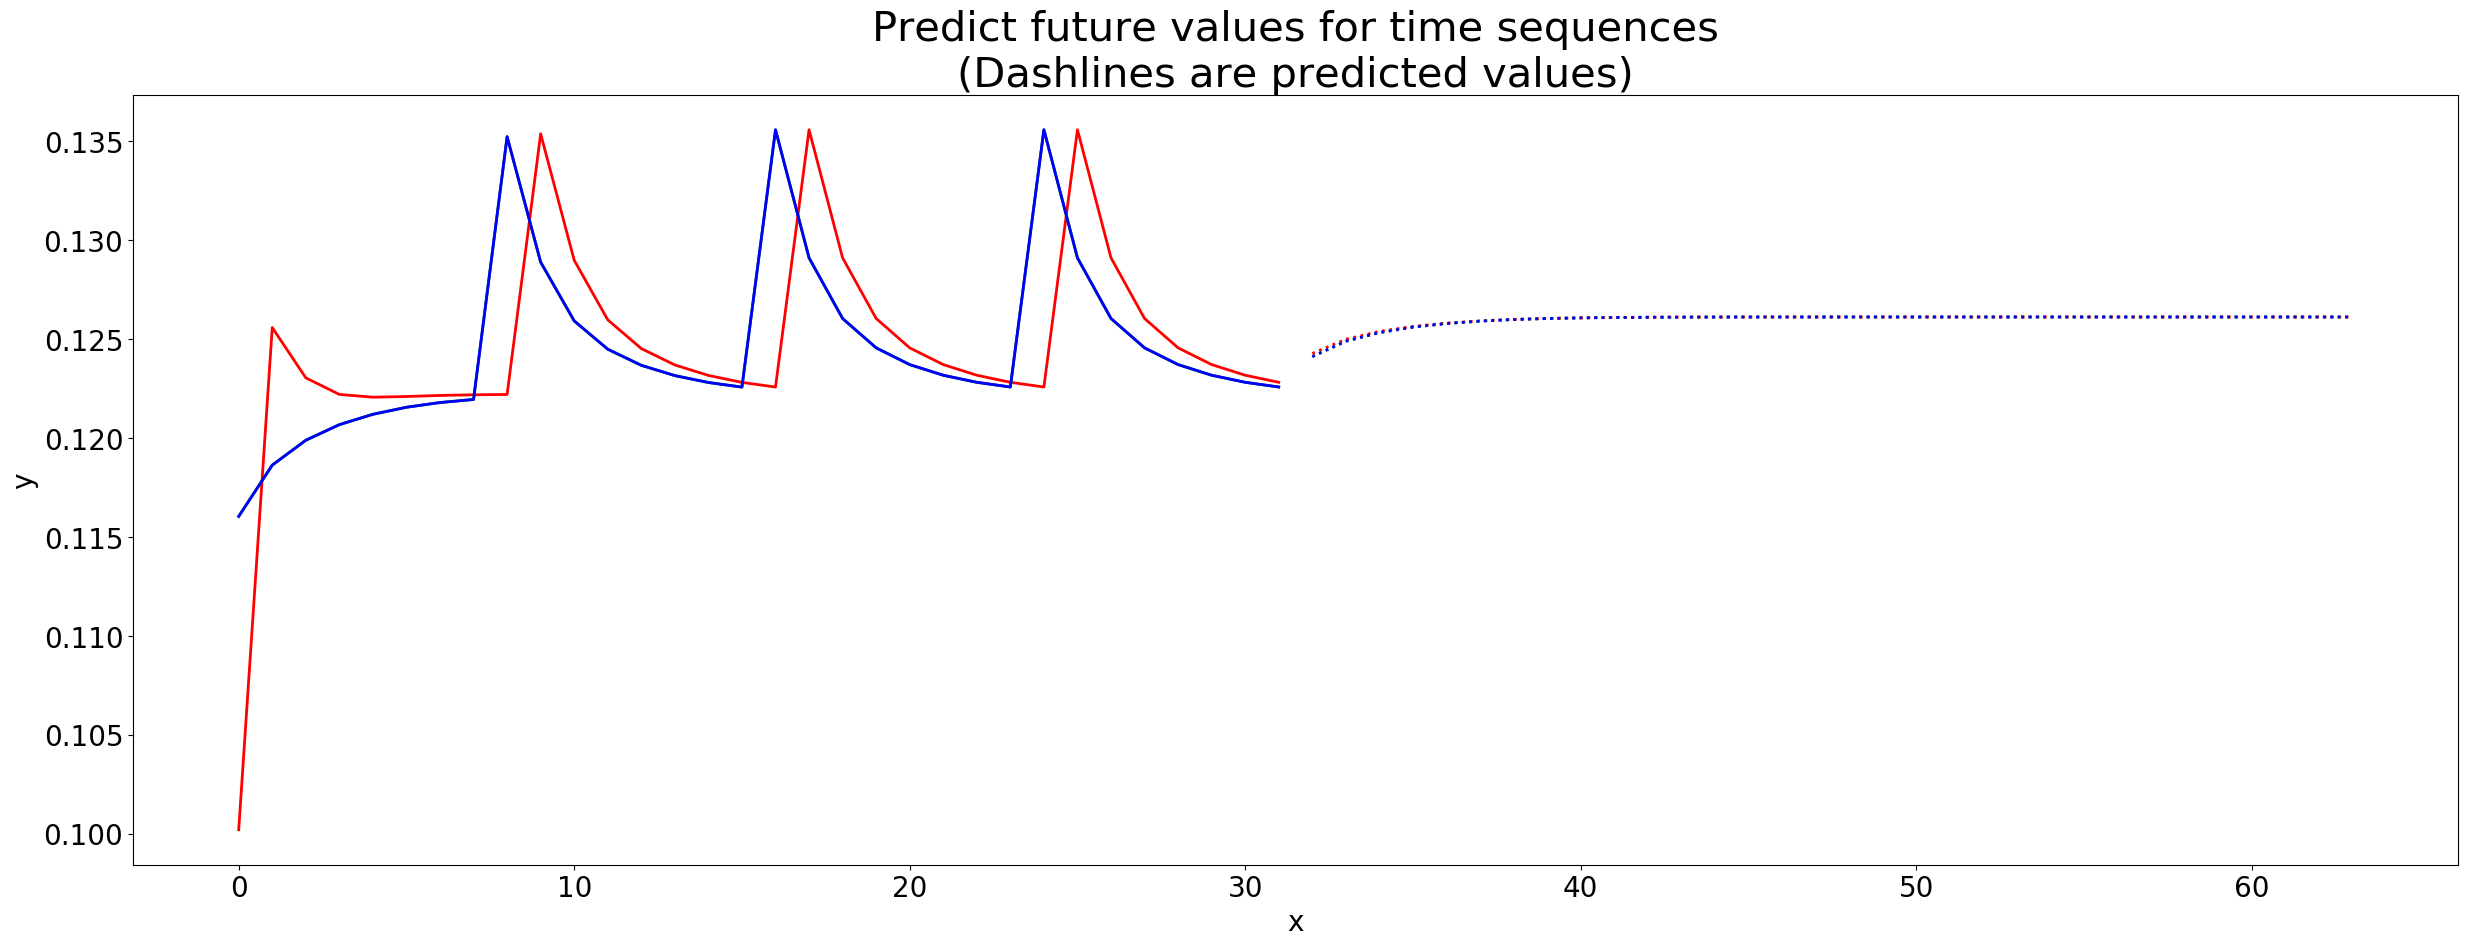 Predict future values for time sequences
(Dashlines are predicted values)
0.135
0.130
0.125
0.120
0.115
0.110
0.105
0.100
y
0 10 20 30 40 50 60
x